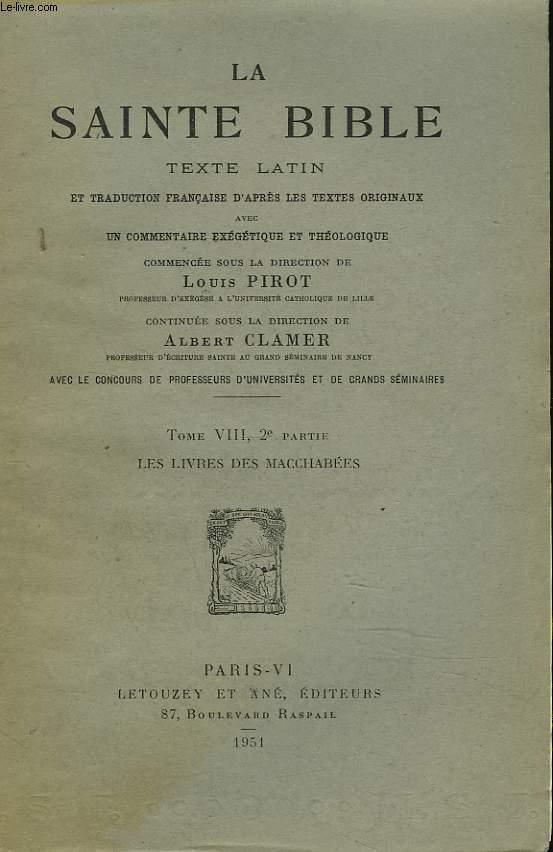 Le-livre.com
LA
SAINTE BIBLE
TEXTE LATIN
ET TRADUCTION FRANÇAISE D'APRÈS LES TEXTES ORIGINAUX
AVEC
UN COMMENTAIRE EXÉGÉTIQUE ET THÉOLOGIQUE
COMMENCÉE SOUS LA DIRECTION DE
LOUIS PIROT
PROFESSEUR D'EXÉGÈSE A L'UNIVERSITÉ CATHOLIQUE DE LILLE
CONTINUÉE SOUS LA DIRECTION DE
ALBERT CLAMER
PROFESSEUR D'ÉCRITURE SAINTE AU GRAND SÉMINAIRE DE NANCY
AVEC LE CONCOURS DE PROFESSEURS D'UNIVERSITÉS ET DE GRANDS SÉMINAIRES
TOME VIII, 2e PARTIE
LES LIVRES DES MACCHABÉES
PARIS-VI
LETOUZEY ET ANÉ, ÉDITEURS
87, BOULEVARD RASPAIL
1951